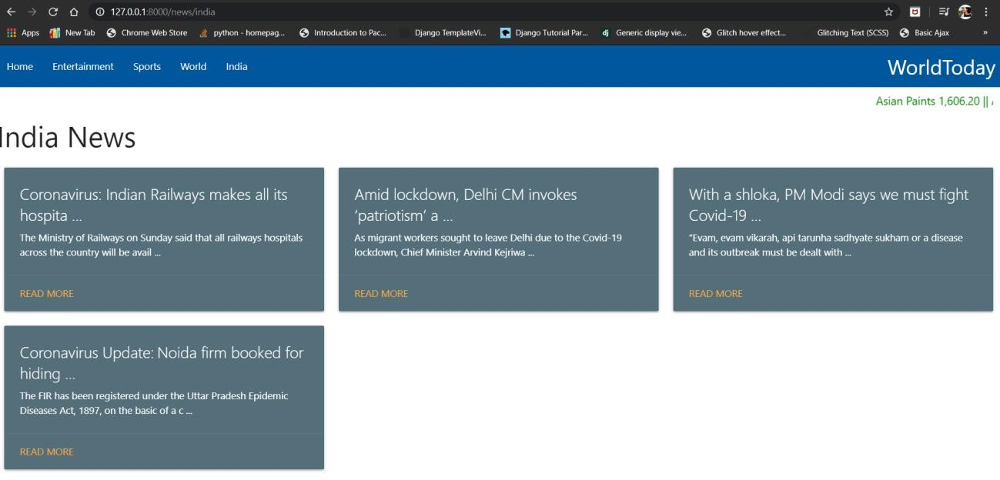 127.0.0.1:8000/news/india
Apps New Tab Chrome Web Store python - homepag... Introduction to Pac... Django TemplateVi... Django Tutorial Par... Generic display vie... Glitch hover effect... Glitching Text (SCSS) Basic Ajax »
Home Entertainment Sports World India WorldToday
Asian Paints 1,606.20 ||
India News
Coronavirus: Indian Railways makes all its
hospita ...
The Ministry of Railways on Sunday said that all railways hospitals
across the country will be avail ...
READ MORE
Amid lockdown, Delhi CM invokes
‘patriotism’ a ...
As migrant workers sought to leave Delhi due to the Covid-19
lockdown, Chief Minister Arvind Kejriwa ...
READ MORE
With a shloka, PM Modi says we must fight
Covid-19 ...
“Evam, evam vikarah, api tarunha sadhyate sukham or a disease
and its outbreak must be dealt with ...
READ MORE
Coronavirus Update: Noida firm booked for
hiding ...
The FIR has been registered under the Uttar Pradesh Epidemic
Diseases Act, 1897, on the basic of a c ...
READ MORE